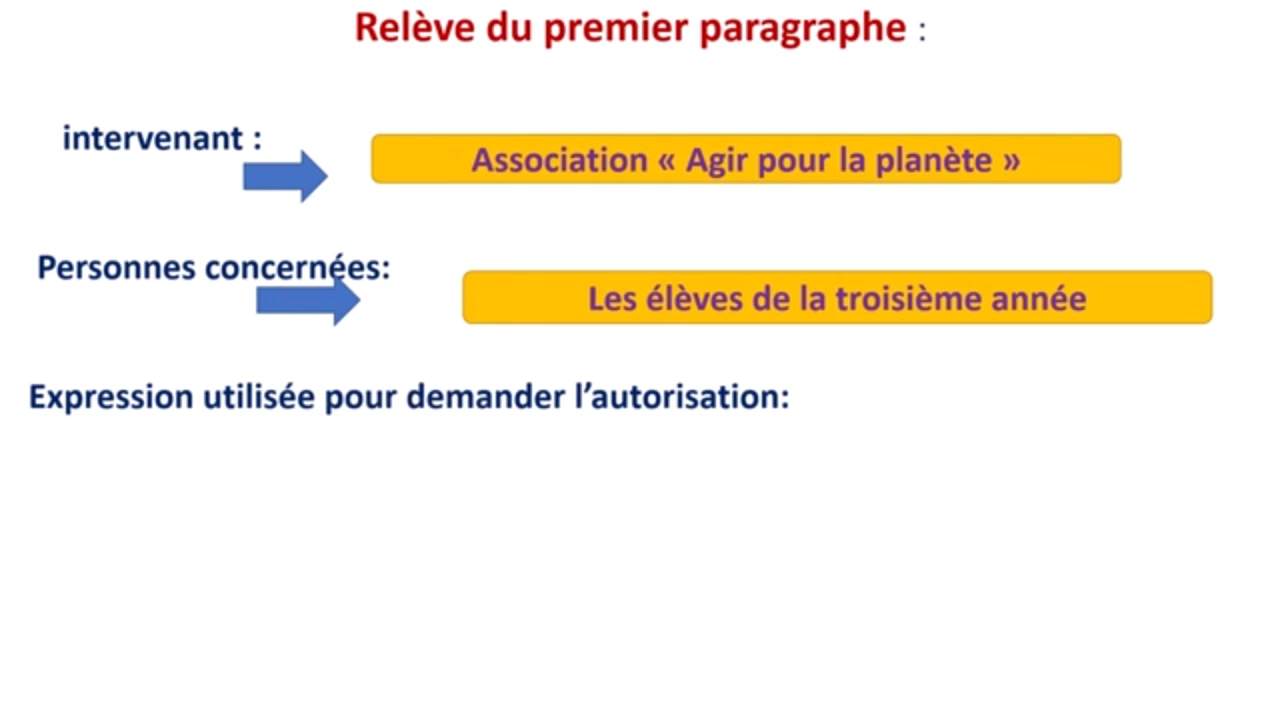 Relève du premier paragraphe :
intervenant :
Association « Agir pour la planète »
Personnes concernées:
Les élèves de la troisième année
Expression utilisée pour demander l’autorisation: